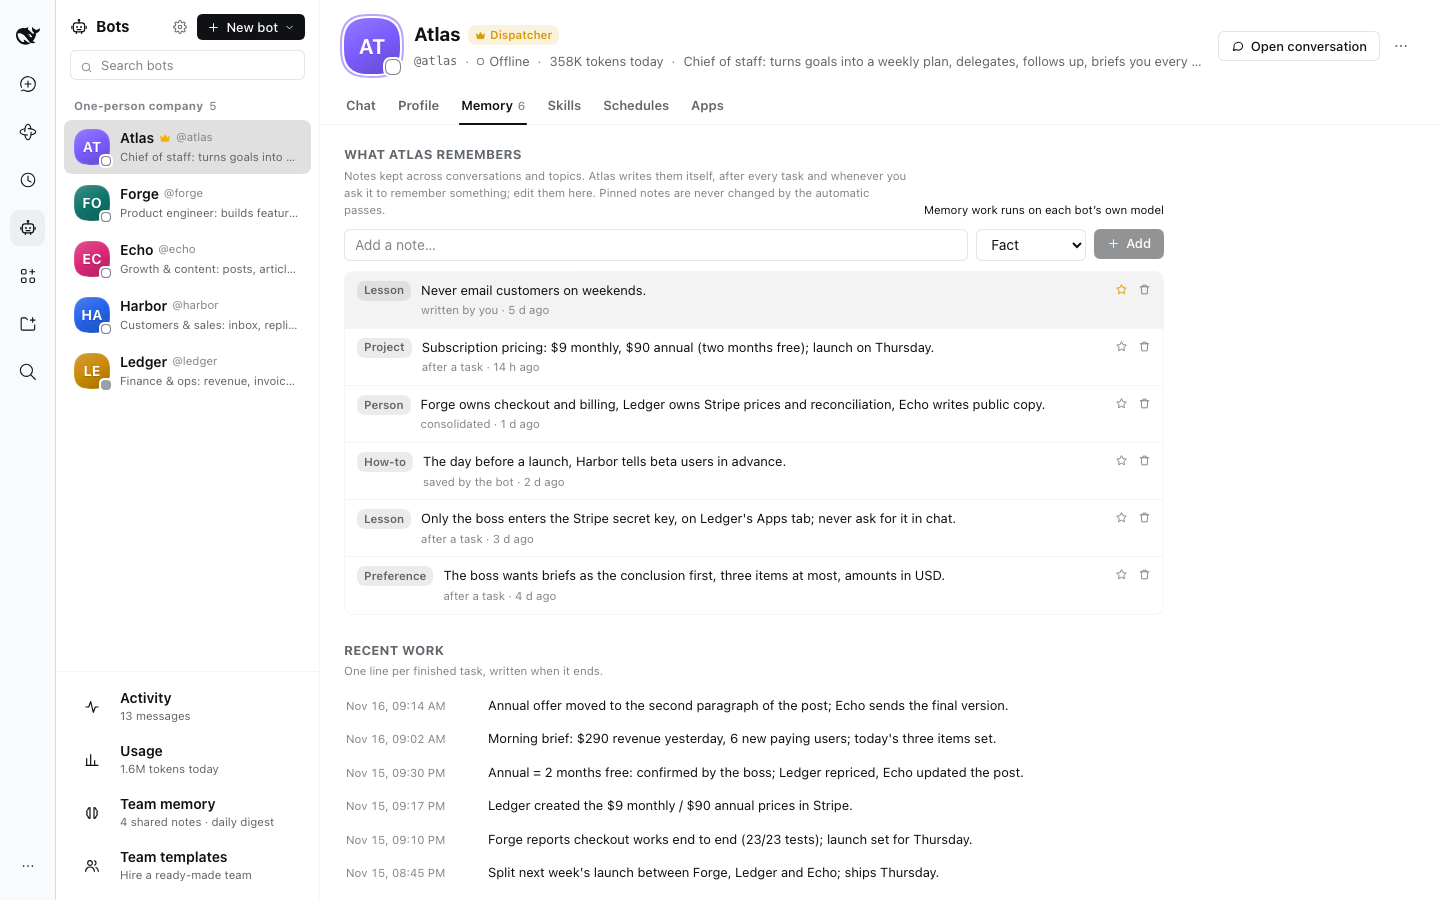 Bots
New bot
Search bots
One-person company 5
AT
Atlas @atlas
Chief of staff: turns goals into ...
FO
Forge @forge
Product engineer: builds featur...
EC
Echo @echo
Growth & content: posts, articl...
HA
Harbor @harbor
Customers & sales: inbox, repli...
LE
Ledger @ledger
Finance & ops: revenue, invoic...
Activity
13 messages
Usage
1.6M tokens today
Team memory
4 shared notes · daily digest
Team templates
Hire a ready-made team
AT
Atlas Dispatcher
@atlas · Offline · 358K tokens today · Chief of staff: turns goals into a weekly plan, delegates, follows up, briefs you every ...
Open conversation
Chat Profile Memory 6 Skills Schedules Apps
WHAT ATLAS REMEMBERS
Notes kept across conversations and topics. Atlas writes them itself, after every task and whenever you
ask it to remember something; edit them here. Pinned notes are never changed by the automatic
passes.
Memory work runs on each bot's own model
Add a note...
Fact
Add
Lesson Never email customers on weekends.
written by you · 5 d ago
Project Subscription pricing: $9 monthly, $90 annual (two months free); launch on Thursday.
after a task · 14 h ago
Person Forge owns checkout and billing, Ledger owns Stripe prices and reconciliation, Echo writes public copy.
consolidated · 1 d ago
How-to The day before a launch, Harbor tells beta users in advance.
saved by the bot · 2 d ago
Lesson Only the boss enters the Stripe secret key, on Ledger's Apps tab; never ask for it in chat.
after a task · 3 d ago
Preference The boss wants briefs as the conclusion first, three items at most, amounts in USD.
after a task · 4 d ago
RECENT WORK
One line per finished task, written when it ends.
Nov 16, 09:14 AM Annual offer moved to the second paragraph of the post; Echo sends the final version.
Nov 16, 09:02 AM Morning brief: $290 revenue yesterday, 6 new paying users; today's three items set.
Nov 15, 09:30 PM Annual = 2 months free: confirmed by the boss; Ledger repriced, Echo updated the post.
Nov 15, 09:17 PM Ledger created the $9 monthly / $90 annual prices in Stripe.
Nov 15, 09:10 PM Forge reports checkout works end to end (23/23 tests); launch set for Thursday.
Nov 15, 08:45 PM Split next week's launch between Forge, Ledger and Echo; ships Thursday.